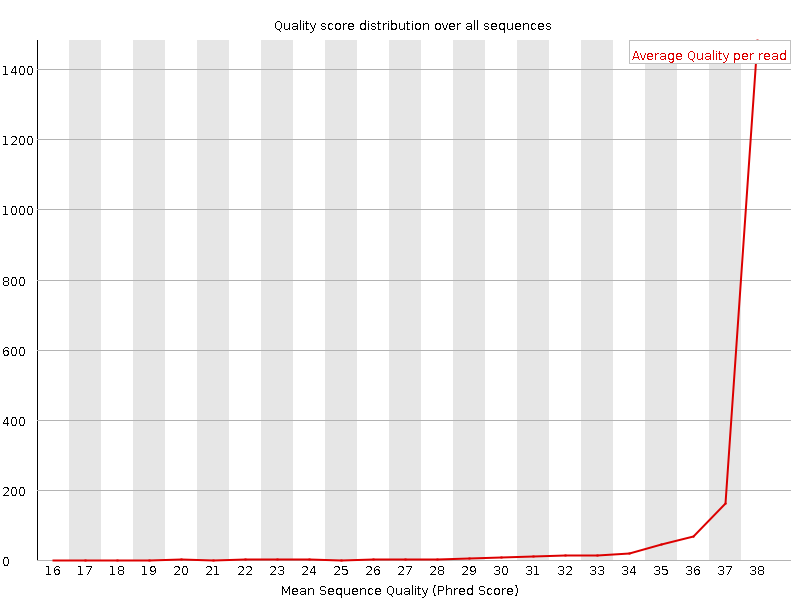 Quality score distribution over all sequences
Average Quality per read
1400
1200
1000
800
600
400
200
0
16 17 18 19 20 21 22 23 24 25 26 27 28 29 30 31 32 33 34 35 36 37 38
Mean Sequence Quality (Phred Score)